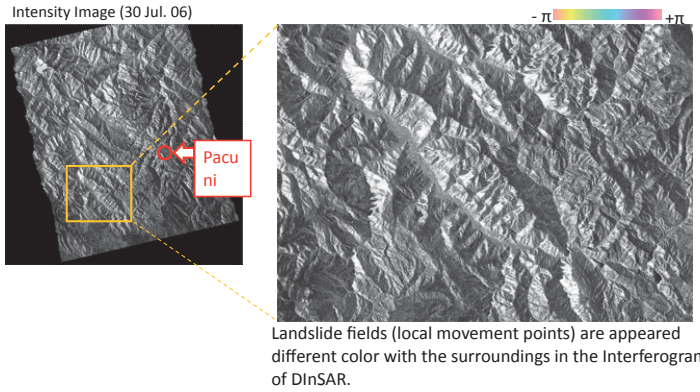 Intensity Image (30 Jul. 06)
- π
+π
Pacu
ni
Landslide fields (local movement points) are appeared
different color with the surroundings in the Interferogram
of DInSAR.